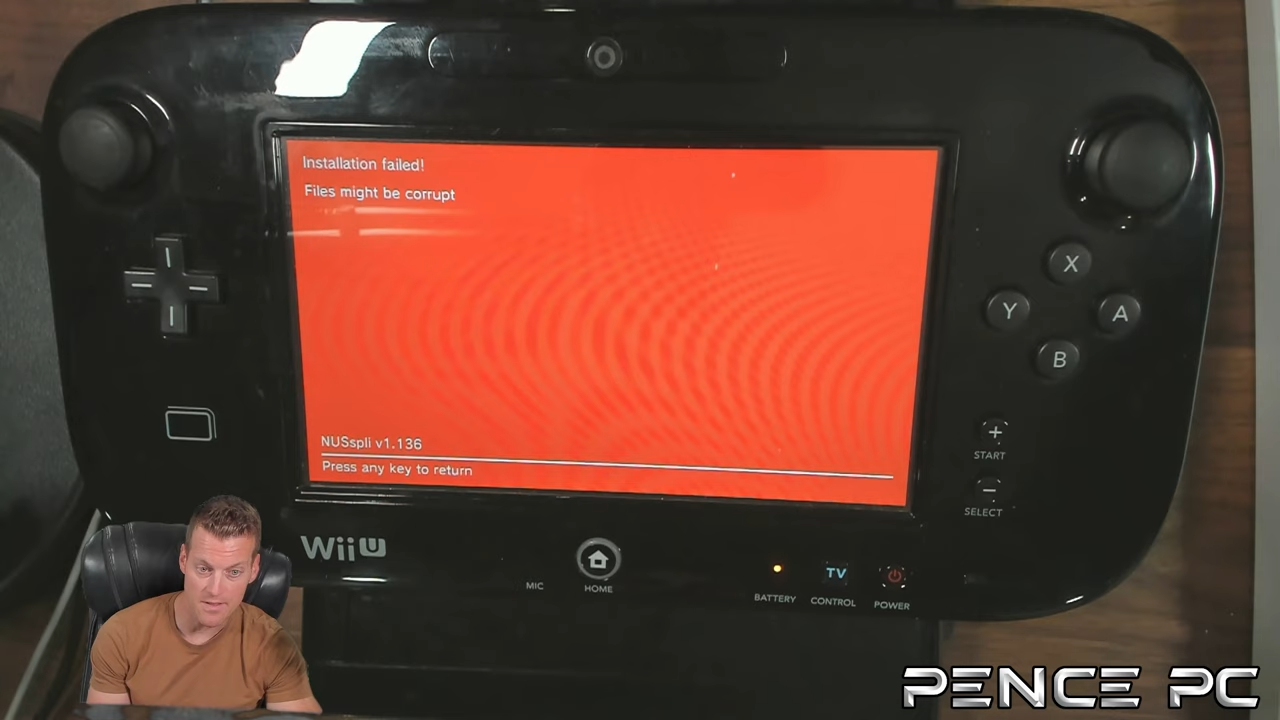 Installation failed!
Files might be corrupt
X
Y
A
B
NUSspli v1.136
Press any key to return
+
START
−
SELECT
WiiU
MIC
HOME
BATTERY
TV
CONTROL
POWER
PENCE PC